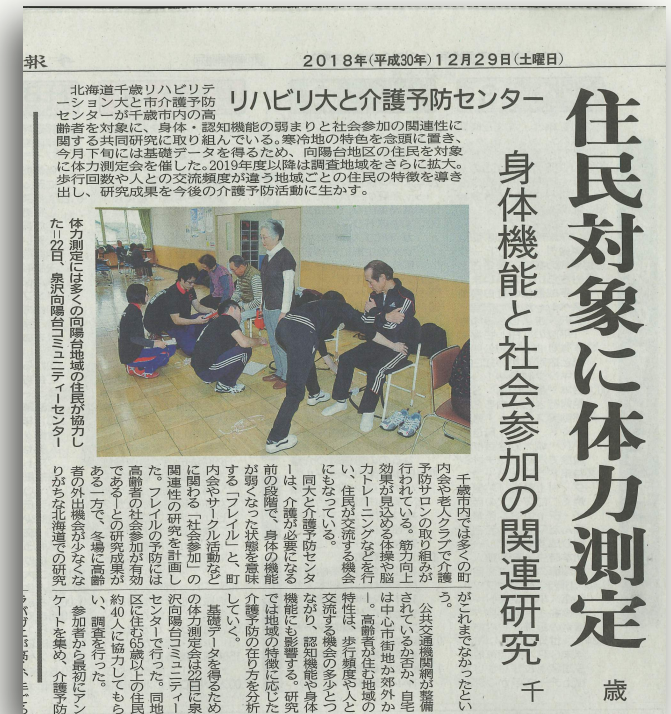 報
2018年(平成30年)12月29日(土曜日)
住民対象に体力測定
千歳
リハビリ大と介護予防センター
身体機能と社会参加の関連研究
北海道千歳リハビリテ
ーション大と市介護予防
センターが千歳市内の高
齢者を対象に、身体・認知機能の弱まりと社会参加の関連性に
関する共同研究に取り組んでいる。寒冷地の特色を念頭に置き、
今月下旬には基礎データを得るため、向陽台地区の住民を対象
に体力測定会を催した。2019年度以降は調査地域をさらに拡大。
歩行回数や人との交流頻度が違う地域ごとの住民の特徴を導き
出し、研究成果を今後の介護予防活動に生かす。
体力測定には多くの向陽台地域の住民が協力し
た=22日、泉沢向陽台コミュニティーセンター
千歳市内では多くの町
内会や老人クラブで介護
予防サロンの取り組みが
行われている。筋力向上
効果が見込める体操や脳
力トレーニングなどを行
い、住民が交流する機会
にもなっている。
同大と介護予防センタ
ーは、介護が必要になる
前の段階で、身体の機能
が弱くなった状態を意味
する「フレイル」と、町
内会やサークル活動など
に関わる「社会参加」の
関連性の研究を計画し
た。フレイルの予防には
高齢者の社会参加が有効
である―との研究成果が
ある一方で、冬場に高齢
者の外出機会が少なくな
りがちな北海道での研究
がこれまでなかったとい
う。
公共交通機関網が整備
されているか否か、自宅
は中心市街地か郊外か
―。高齢者が住む地域の
特性は、歩行頻度や人と
交流する機会の多少とつ
ながり、認知機能や身体
機能にも影響する。研究
では地域の特徴に応じた
介護予防の在り方を分析
していく。
基礎データを得るため
の体力測定会は22日に泉
沢向陽台コミュニティー
センターで行った。同地
区に住む65歳以上の住民
約40人に協力してもら
い、調査を行った。
参加者から最初にアン
ケートを集め、介護予防